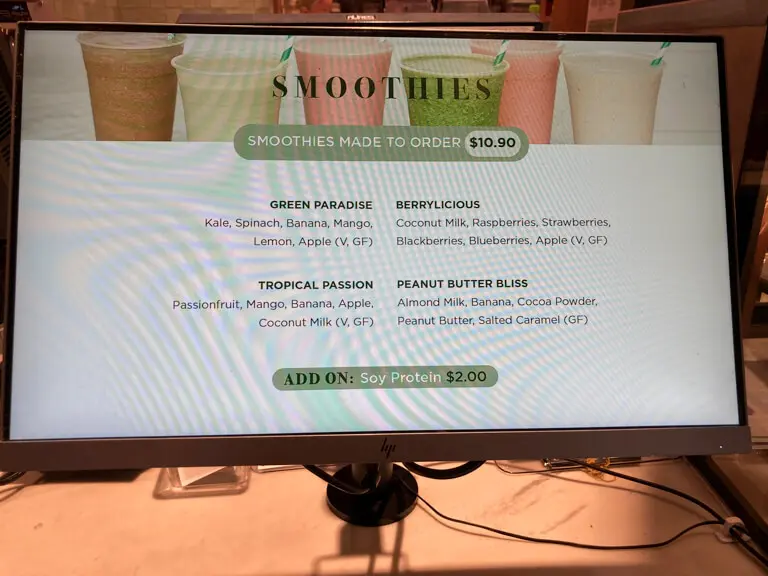 SMOOTHIES
SMOOTHIES MADE TO ORDER $10.90
GREEN PARADISE
Kale, Spinach, Banana, Mango,
Lemon, Apple (V, GF)
BERRYLICIOUS
Coconut Milk, Raspberries, Strawberries,
Blackberries, Blueberries, Apple (V, GF)
TROPICAL PASSION
Passionfruit, Mango, Banana, Apple,
Coconut Milk (V, GF)
PEANUT BUTTER BLISS
Almond Milk, Banana, Cocoa Powder,
Peanut Butter, Salted Caramel (GF)
ADD ON: Soy Protein $2.00
hp